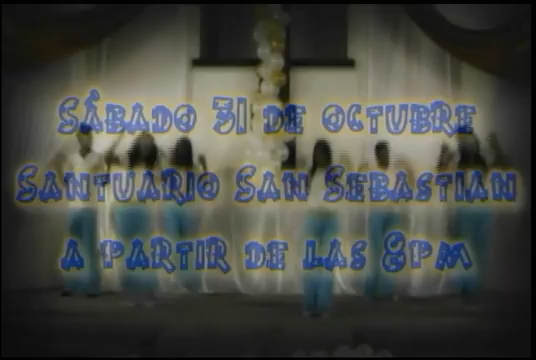 Sábado 31 de octubre
Santuario San Sebastian
a partir de las 8pm